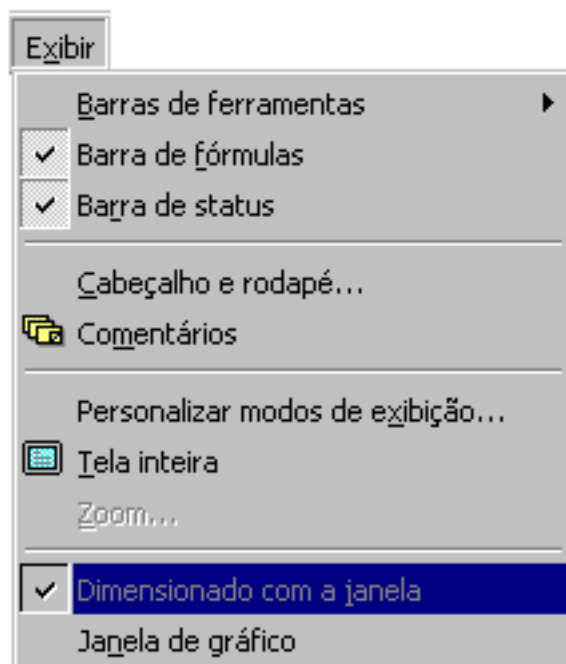 Exibir
Barras de ferramentas
Barra de fórmulas
Barra de status
Cabeçalho e rodapé...
Comentários
Personalizar modos de exibição...
Tela inteira
Zoom...
Dimensionado com a janela
Janela de gráfico